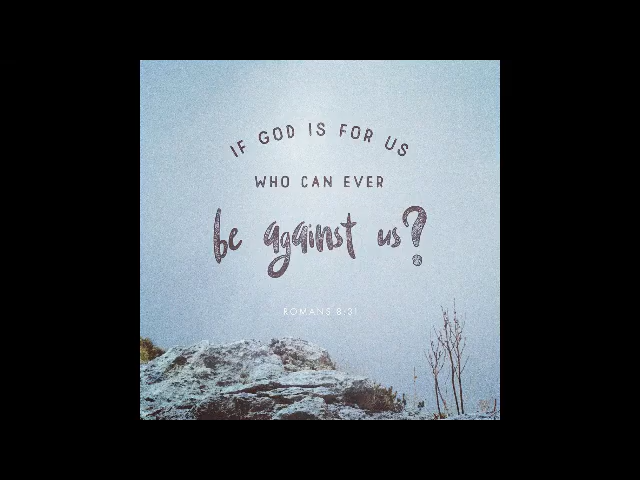 IF GOD IS FOR US
WHO CAN EVER
be against us?
ROMANS 8:31